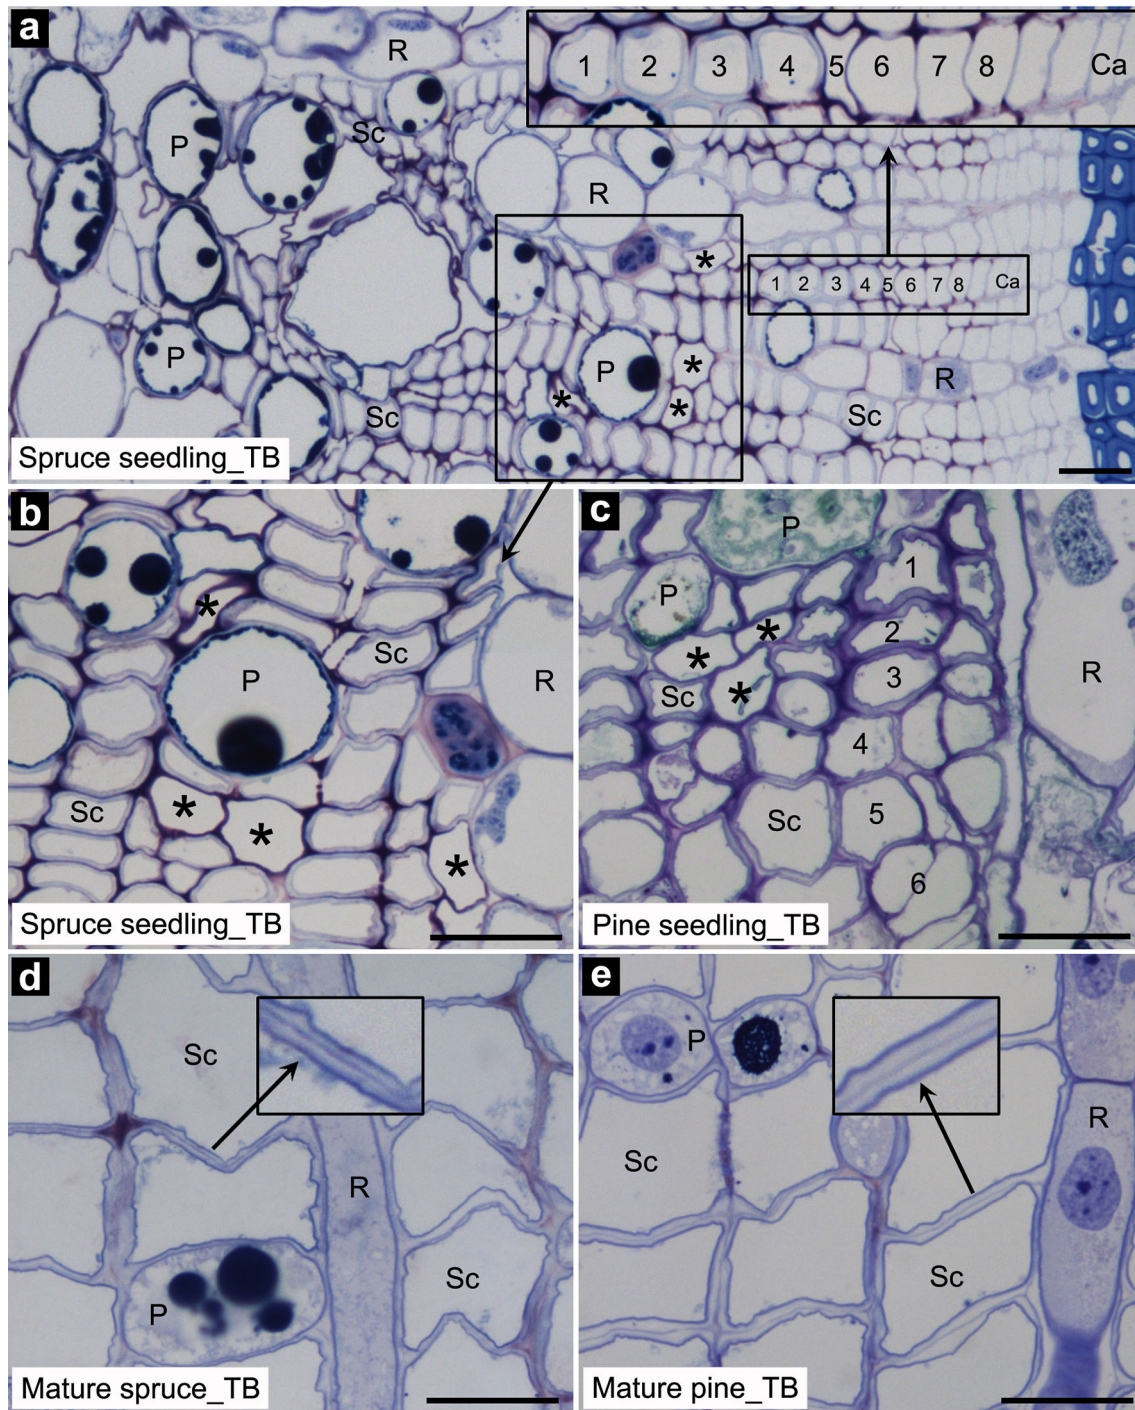 a
R
1 2 3 4 5 6 7 8 Ca
P
Sc
R
*
1 2 3 4 5 6 7 8 Ca
P
P
*
R
*
*
Sc
Sc
Spruce seedling_TB
b
*
Sc
P
R
Sc
*
*
*
Spruce seedling_TB
c
P
1
P
*
2
*
3
R
Sc
*
4
Sc
5
6
Pine seedling_TB
d
Sc
R
Sc
P
Mature spruce_TB
e
P
R
Sc
Sc
Mature pine_TB